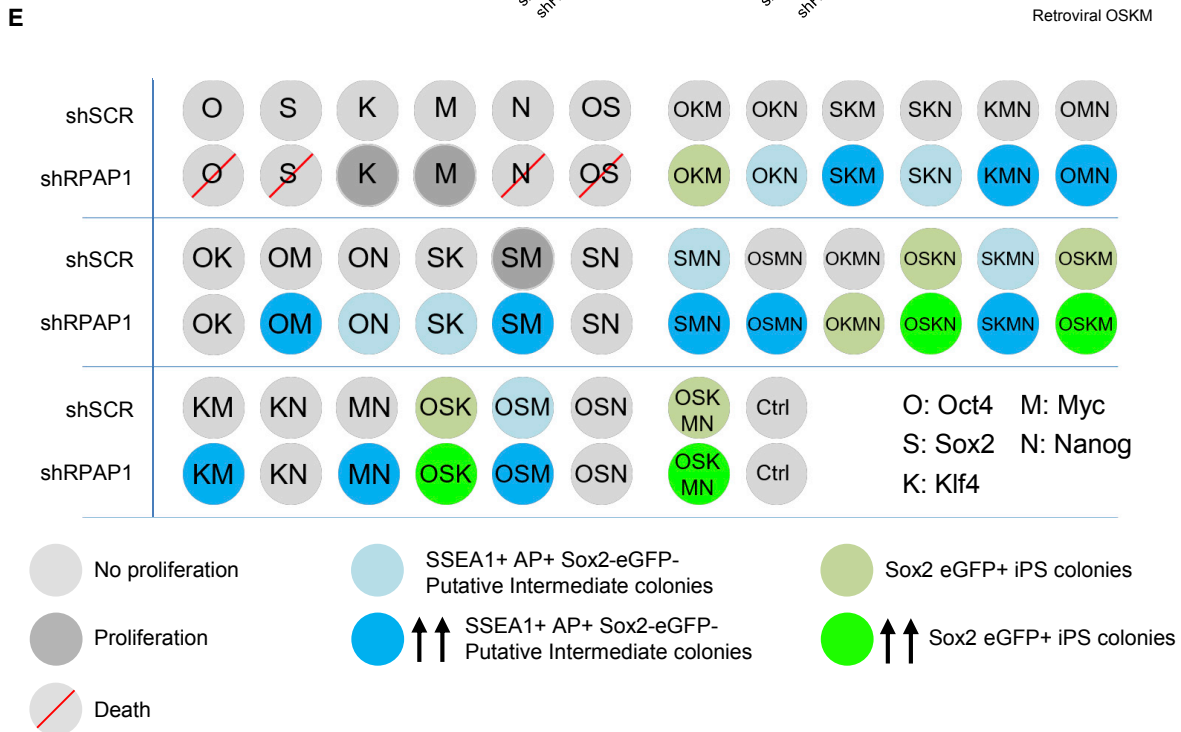 E
Retroviral OSKM
shSCR O S K M N OS OKM OKN SKM SKN KMN OMN
shRPAP1 O S K M N OS OKM OKN SKM SKN KMN OMN
shSCR OK OM ON SK SM SN SMN OSMN OKMN OSKN SKMN OSKM
shRPAP1 OK OM ON SK SM SN SMN OSMN OKMN OSKN SKMN OSKM
shSCR KM KN MN OSK OSM OSN OSK MN Ctrl
shRPAP1 KM KN MN OSK OSM OSN OSK MN Ctrl
O: Oct4 M: Myc
S: Sox2 N: Nanog
K: Klf4
No proliferation
Proliferation
Death
SSEA1+ AP+ Sox2-eGFP-
Putative Intermediate colonies
SSEA1+ AP+ Sox2-eGFP-
Putative Intermediate colonies
Sox2 eGFP+ iPS colonies
Sox2 eGFP+ iPS colonies